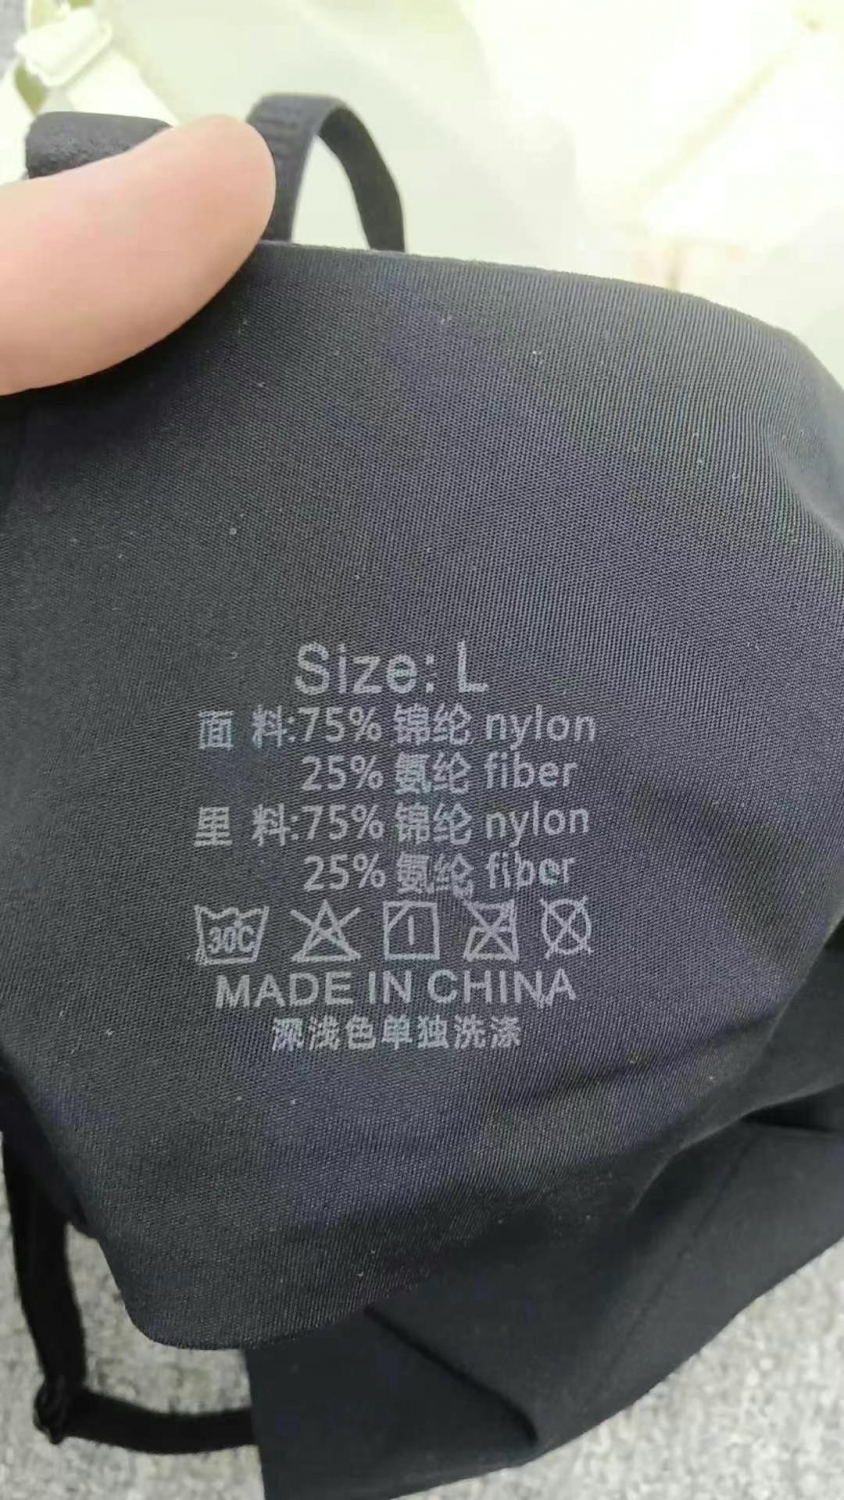 Size: L
面 料:75% 锦纶 nylon
25% 氨纶 fiber
里 料:75% 锦纶 nylon
25% 氨纶 fiber
30C
MADE IN CHINA
深浅色单独洗涤